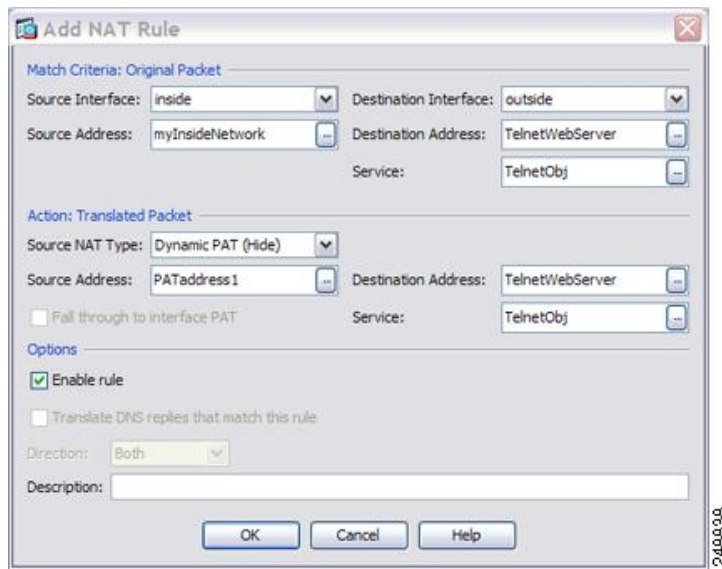 Add NAT Rule
Match Criteria: Original Packet
Source Interface: inside Destination Interface: outside
Source Address: myInsideNetwork ... Destination Address: TelnetWebServer ...
Service: TelnetObj ...
Action: Translated Packet
Source NAT Type: Dynamic PAT (Hide)
Source Address: PATaddress1 ... Destination Address: TelnetWebServer ...
Fall through to interface PAT Service: TelnetObj ...
Options
Enable rule
Translate DNS replies that match this rule
Direction: Both
Description:
OK Cancel Help
248838